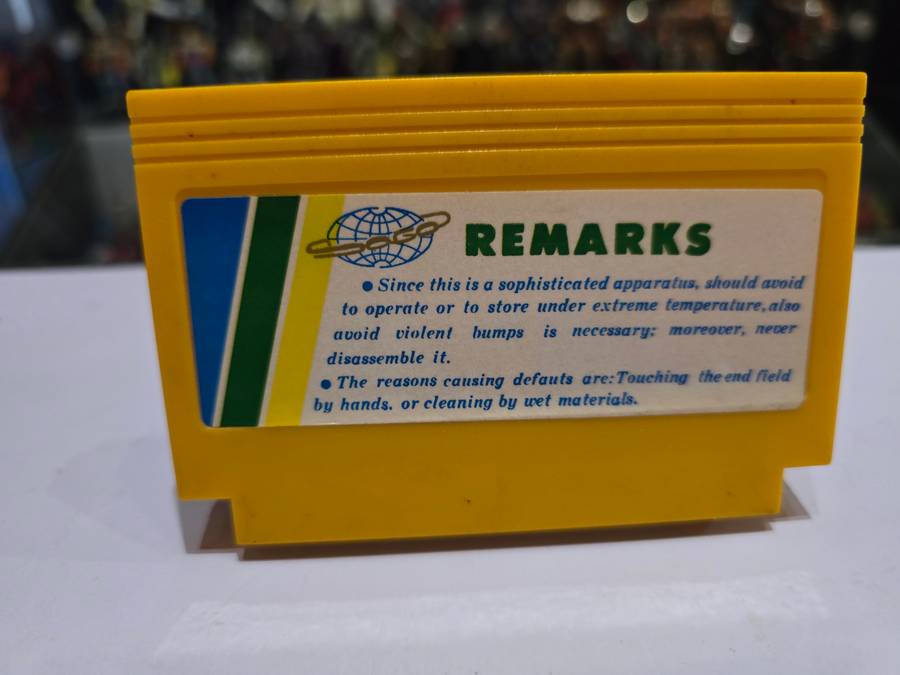 SOGO
REMARKS
● Since this is a sophisticated apparatus, should avoid
to operate or to store under extreme temperature, also
avoid violent bumps is necessary; moreover, never
disassemble it.
● The reasons causing defauts are: Touching the end field
by hands. or cleaning by wet materials.